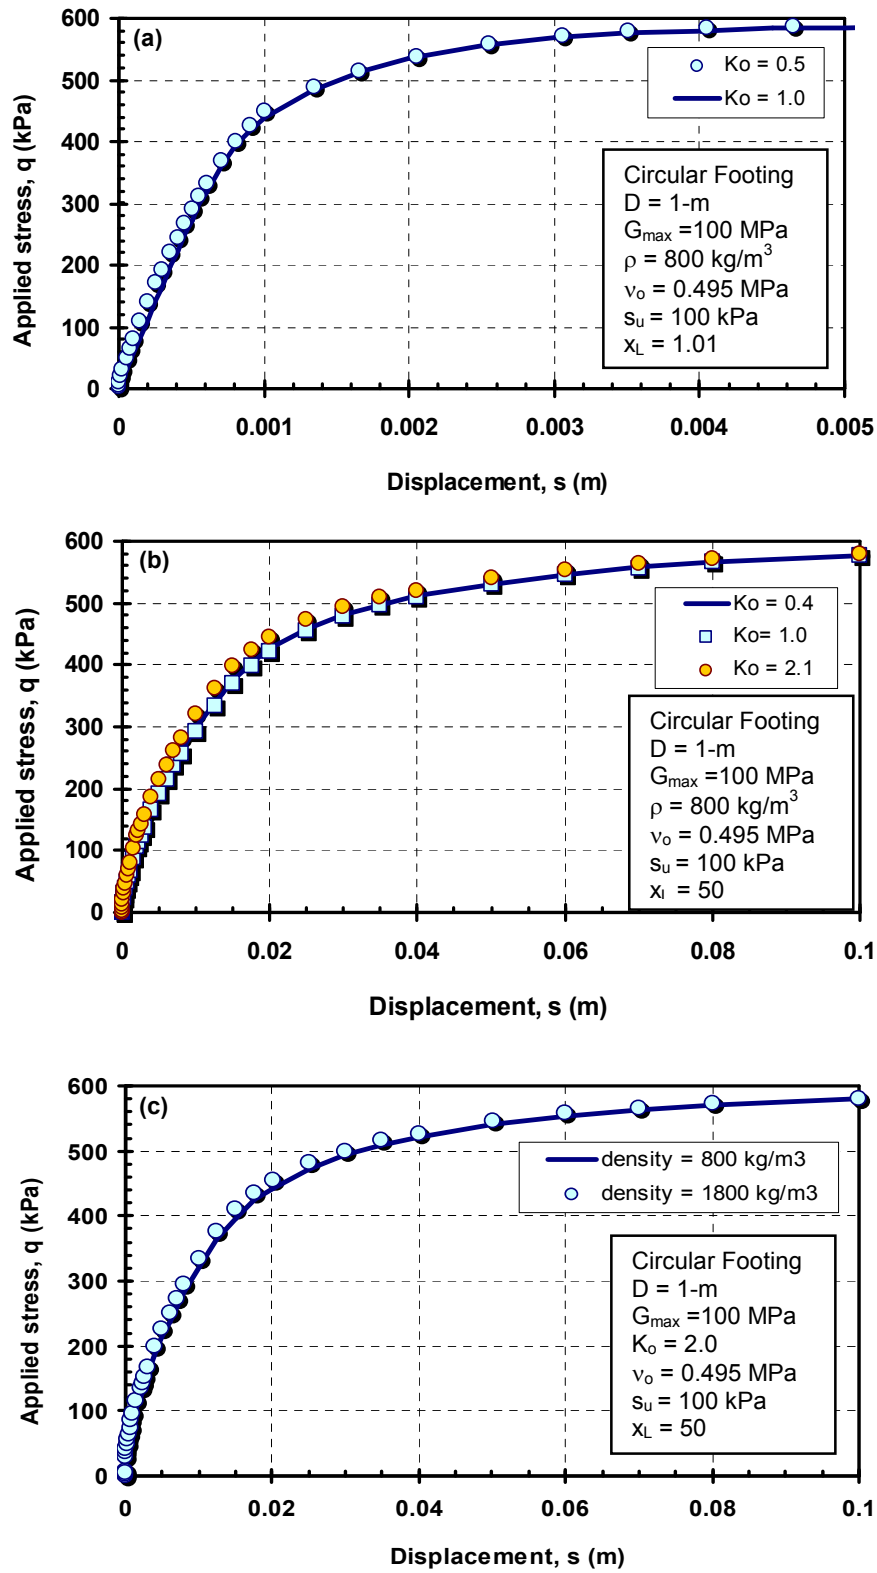 (a)
600
500
400
300
200
100
0
Applied stress, q (kPa)
Ko = 0.5
Ko = 1.0
Circular Footing
D = 1-m
Gmax =100 MPa
ρ = 800 kg/m³
νo = 0.495 MPa
su = 100 kPa
xL = 1.01
0 0.001 0.002 0.003 0.004 0.005
Displacement, s (m)
(b)
600
500
400
300
200
100
0
Applied stress, q (kPa)
Ko = 0.4
Ko= 1.0
Ko = 2.1
Circular Footing
D = 1-m
Gmax =100 MPa
ρ = 800 kg/m³
νo = 0.495 MPa
su = 100 kPa
xL = 50
0 0.02 0.04 0.06 0.08 0.1
Displacement, s (m)
(c)
600
500
400
300
200
100
0
Applied stress, q (kPa)
density = 800 kg/m3
density = 1800 kg/m3
Circular Footing
D = 1-m
Gmax =100 MPa
Ko = 2.0
νo = 0.495 MPa
su = 100 kPa
xL = 50
0 0.02 0.04 0.06 0.08 0.1
Displacement, s (m)